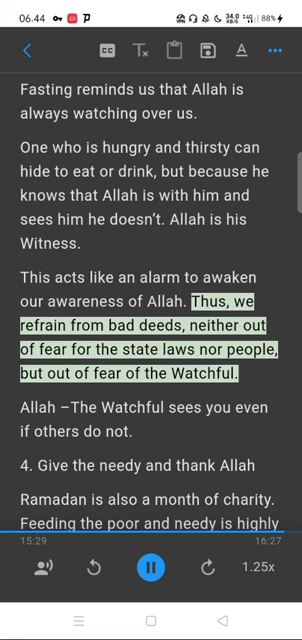 06.44
34.0
KB/S
88%
CC
Tx
A
Fasting reminds us that Allah is
always watching over us.
One who is hungry and thirsty can
hide to eat or drink, but because he
knows that Allah is with him and
sees him he doesn't. Allah is his
Witness.
This acts like an alarm to awaken
our awareness of Allah. Thus, we
refrain from bad deeds, neither out
of fear for the state laws nor people,
but out of fear of the Watchful.
Allah –The Watchful sees you even
if others do not.
4. Give the needy and thank Allah
Ramadan is also a month of charity.
Feeding the poor and needy is highly
15:29
16:27
1.25x